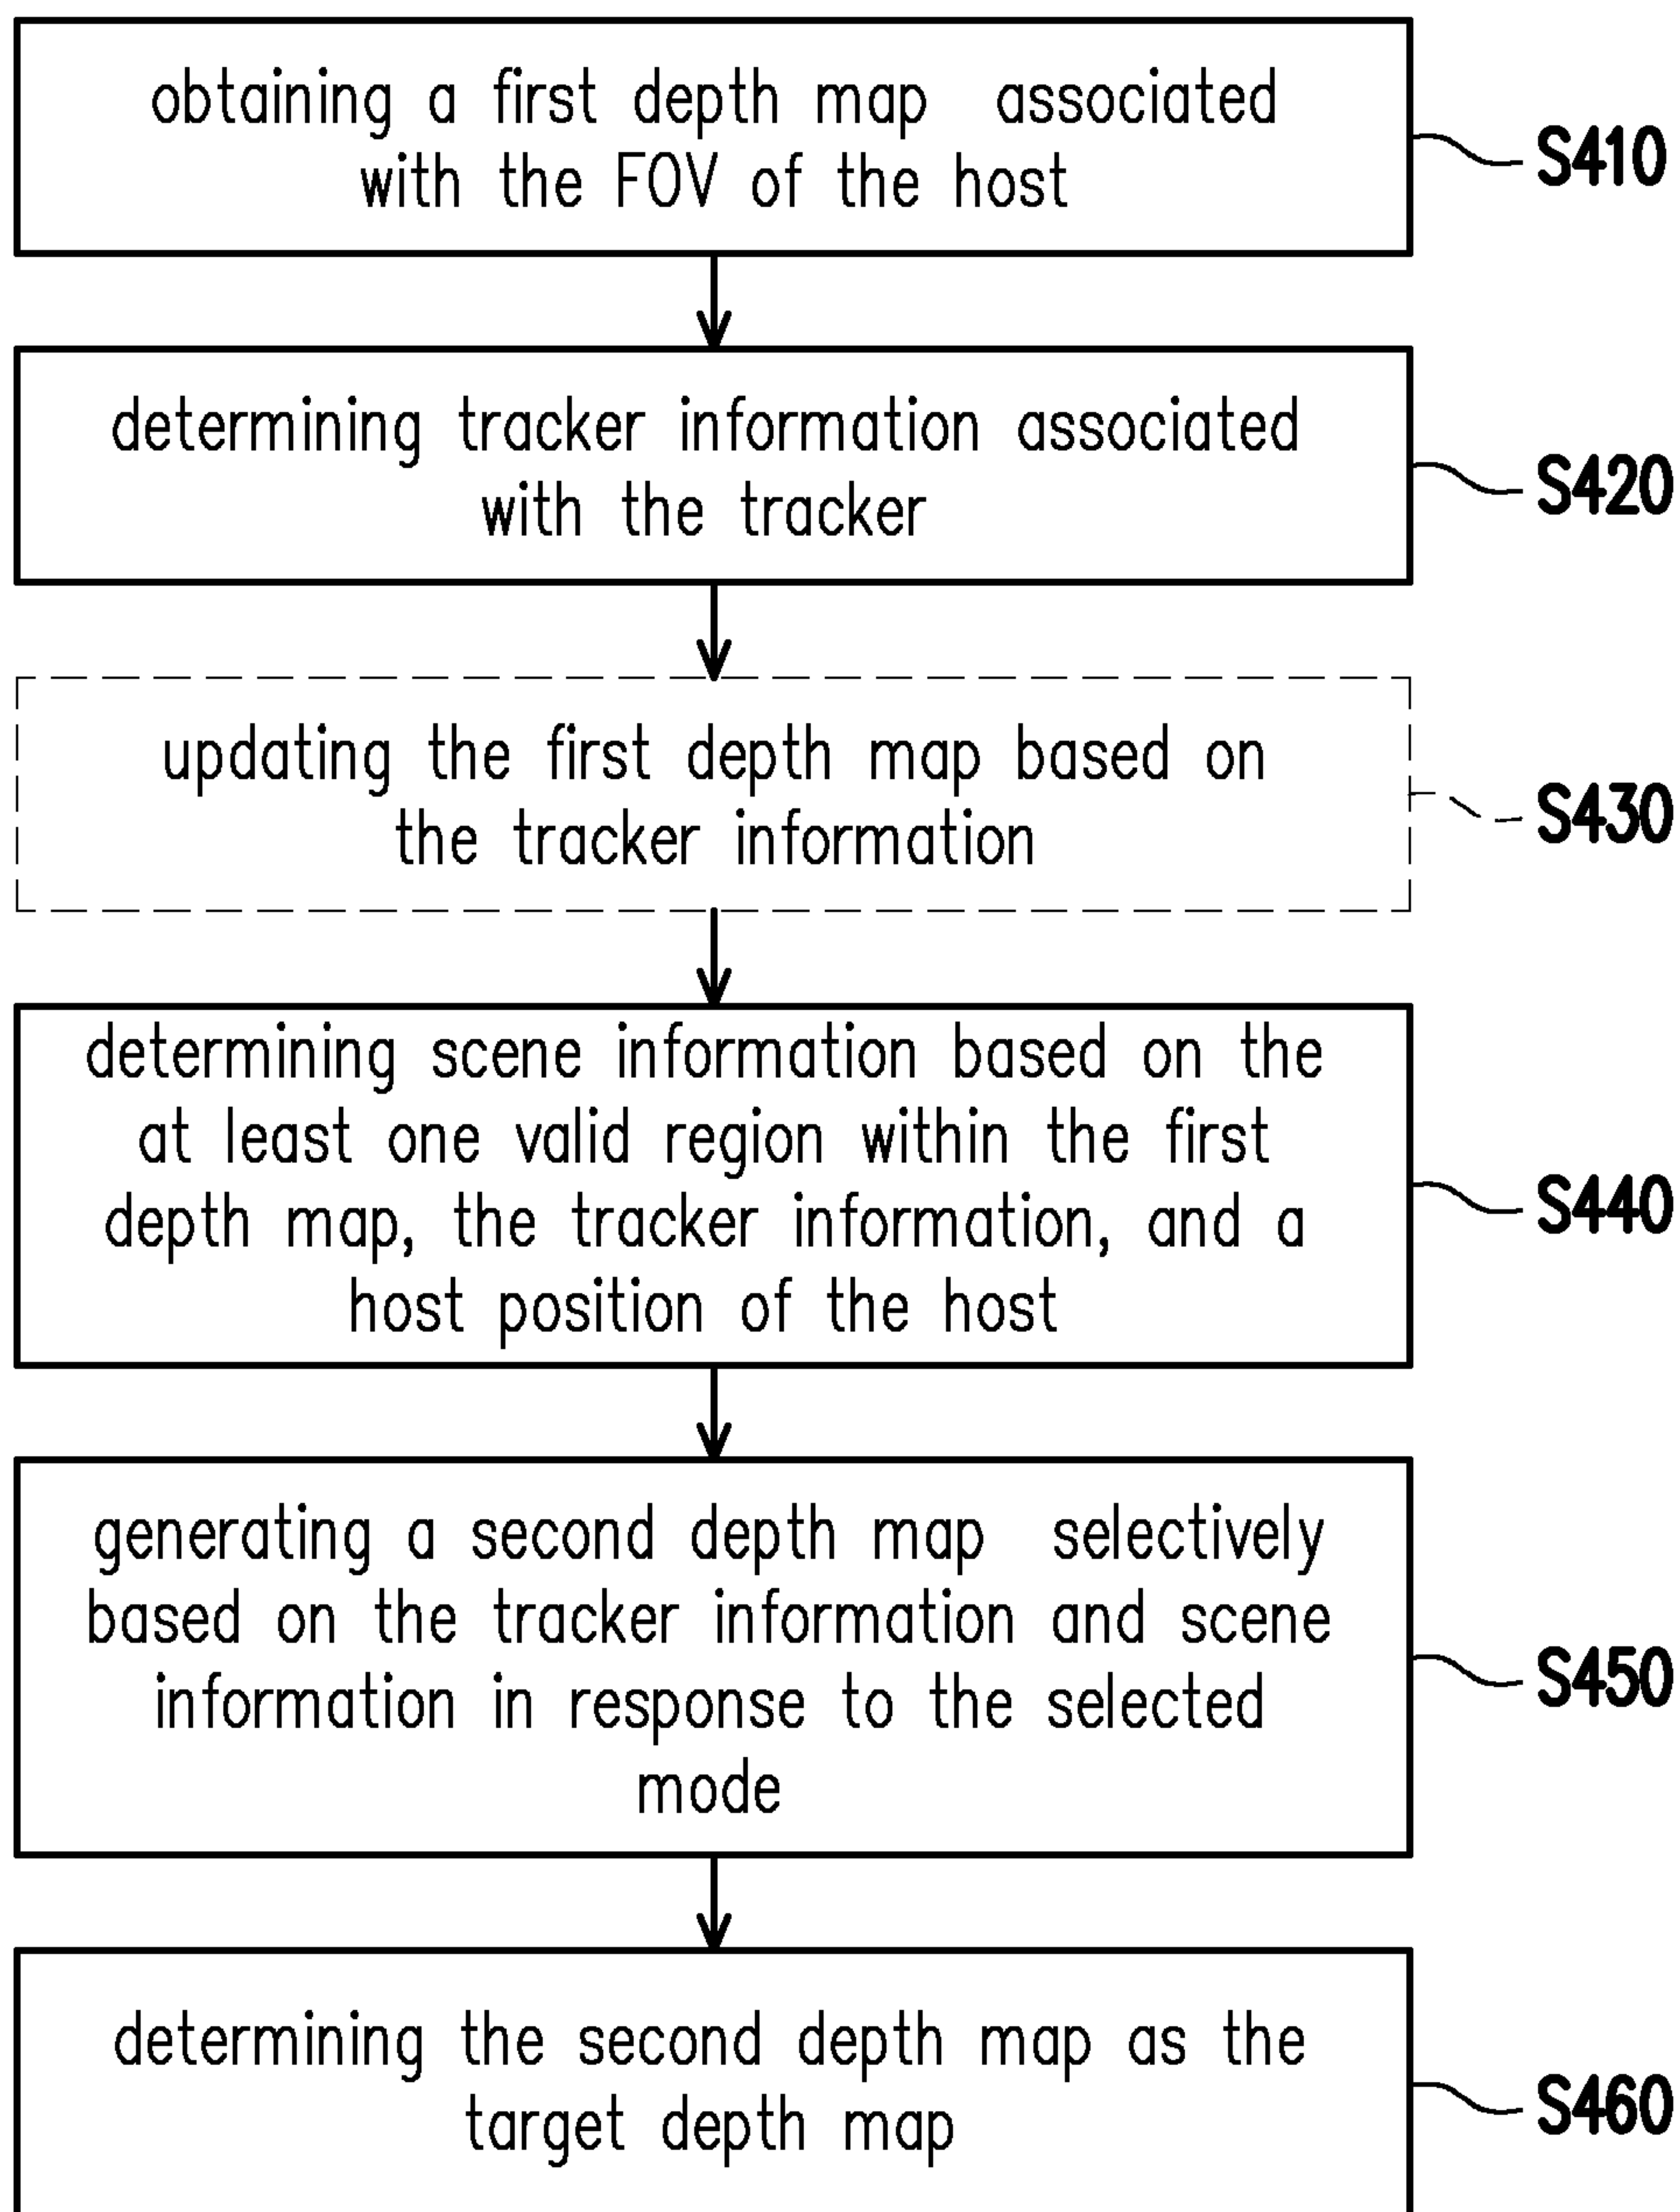 obtaining a first depth map associated
with the FOV of the host
S410
determining tracker information associated
with the tracker
S420
updating the first depth map based on
the tracker information
S430
determining scene information based on the
at least one valid region within the first
depth map, the tracker information, and a
host position of the host
S440
generating a second depth map selectively
based on the tracker information and scene
information in response to the selected
mode
S450
determining the second depth map as the
target depth map
S460